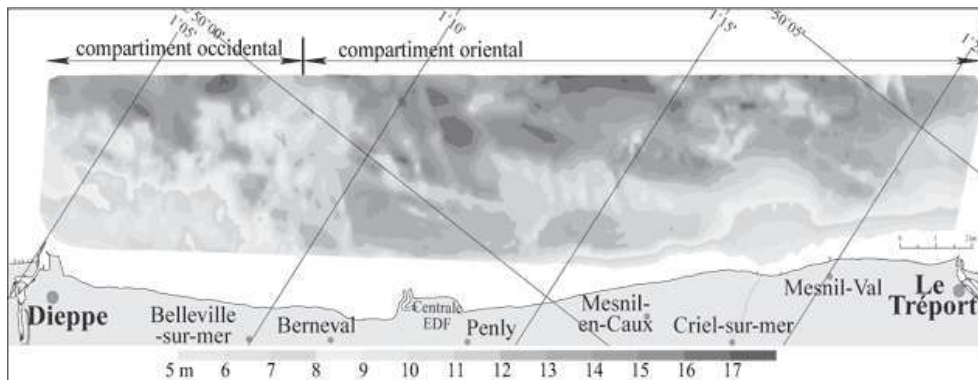 1°05'
50°00'
1°10'
1°15'
50°05'
compartiment occidental
compartiment oriental
0 1
Dieppe
Belleville
-sur-mer
Berneval
Centrale
EDF
Penly
Mesnil-
en-Caux
Criel-sur-mer
Mesnil-Val
Le
Tréport
5 m 6 7 8 9 10 11 12 13 14 15 16 17